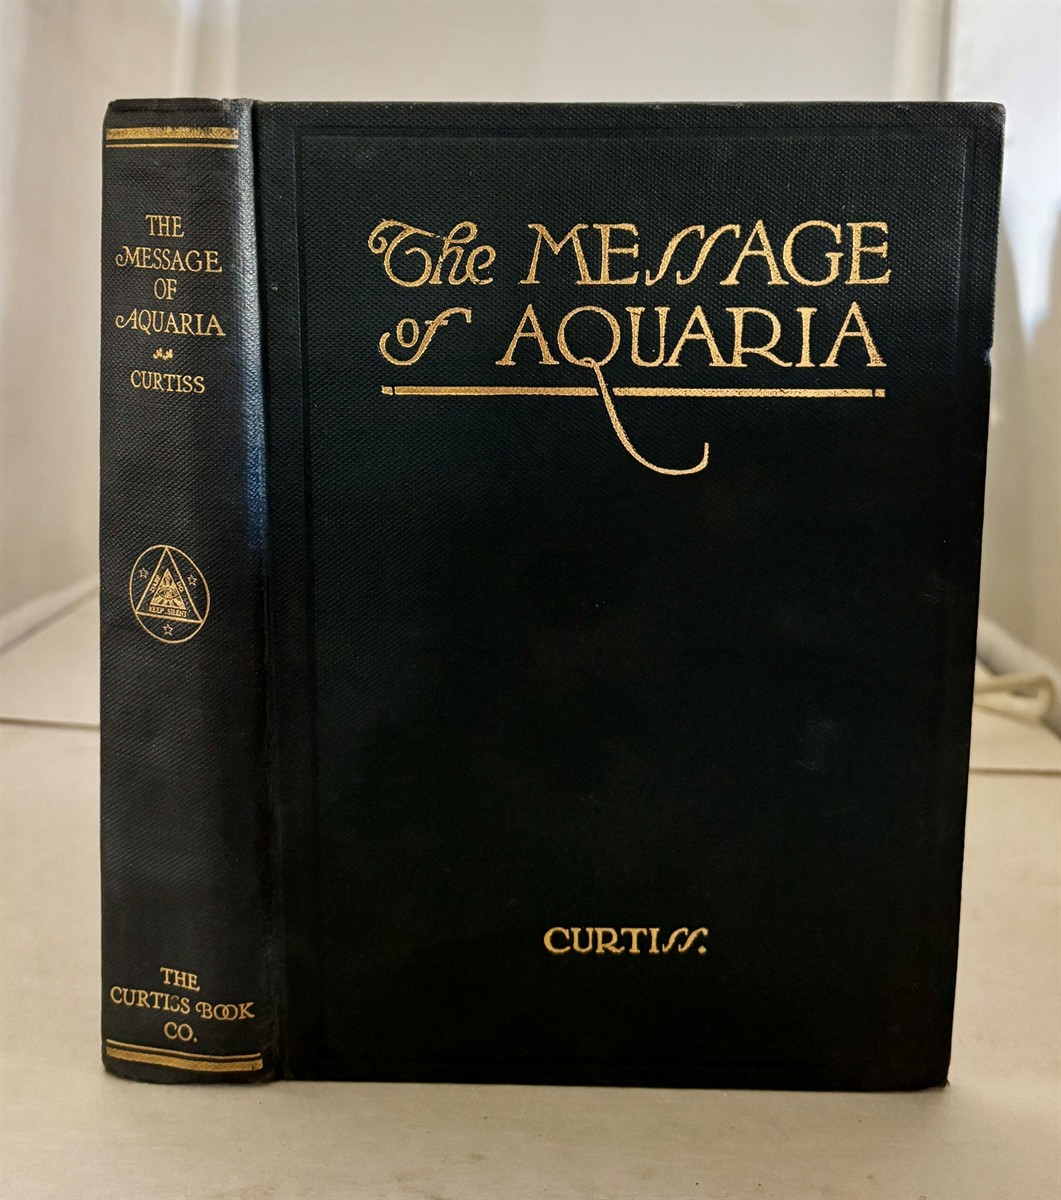 THE
MESSAGE
OF
AQUARIA
CURTISS
KEEP SILENT
THE
CURTISS BOOK
CO.
The MESSAGE
of AQUARIA
CURTISS.